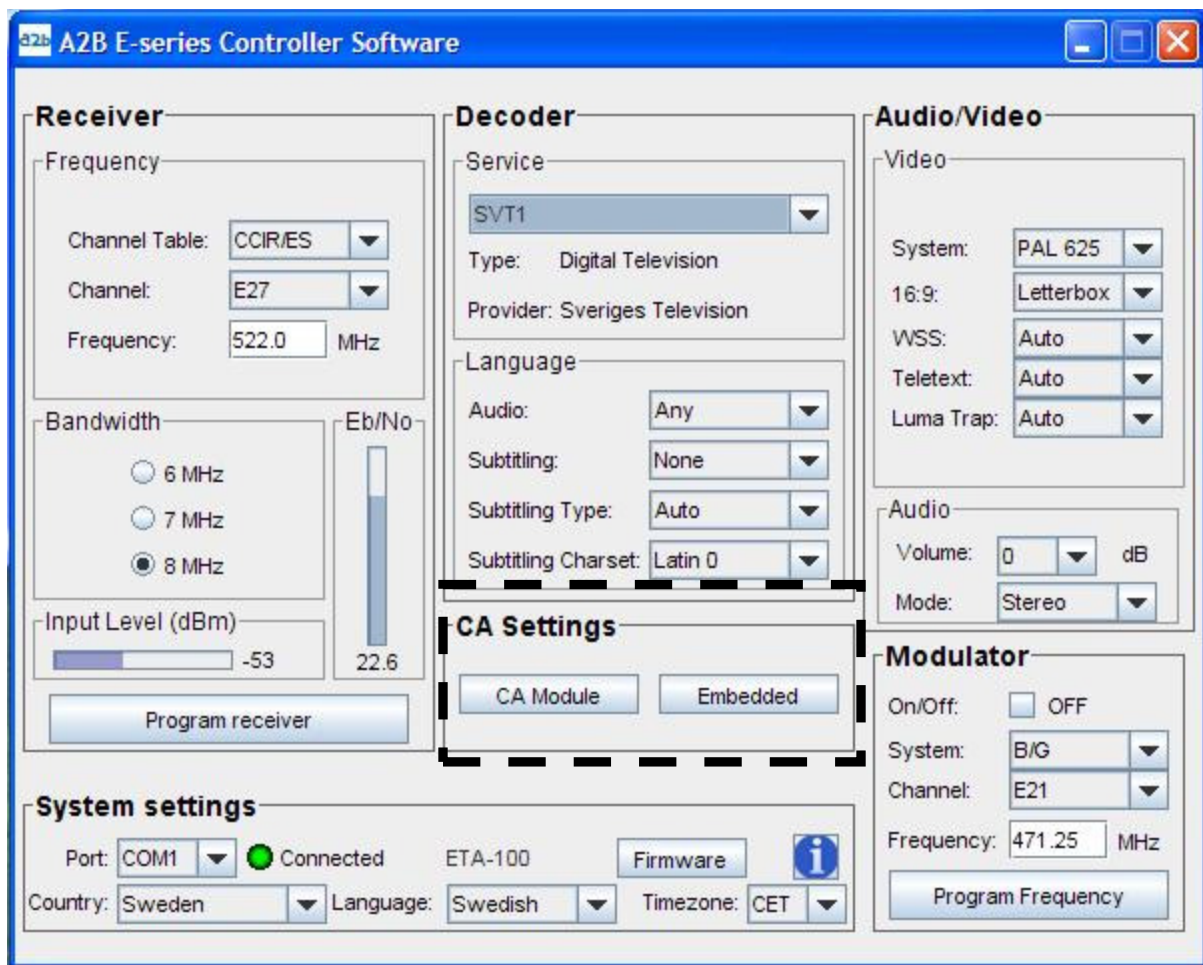 a2b A2B E-series Controller Software
Receiver
Frequency
Channel Table: CCIR/ES
Channel: E27
Frequency: 522.0 MHz
Bandwidth
6 MHz
7 MHz
8 MHz
Eb/No
22.6
Input Level (dBm)
-53
Program receiver
Decoder
Service
SVT1
Type: Digital Television
Provider: Sveriges Television
Language
Audio: Any
Subtitling: None
Subtitling Type: Auto
Subtitling Charset: Latin 0
CA Settings
CA Module Embedded
Audio/Video
Video
System: PAL 625
16:9: Letterbox
WSS: Auto
Teletext: Auto
Luma Trap: Auto
Audio
Volume: 0 dB
Mode: Stereo
Modulator
On/Off: OFF
System: B/G
Channel: E21
Frequency: 471.25 MHz
Program Frequency
System settings
Port: COM1 Connected ETA-100 Firmware i
Country: Sweden Language: Swedish Timezone: CET